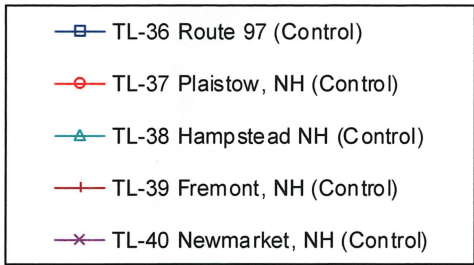 TL-36 Route 97 (Control)
TL-37 Plaistow, NH (Control)
TL-38 Hampstead NH (Control)
TL-39 Fremont, NH (Control)
TL-40 Newmarket, NH (Control)